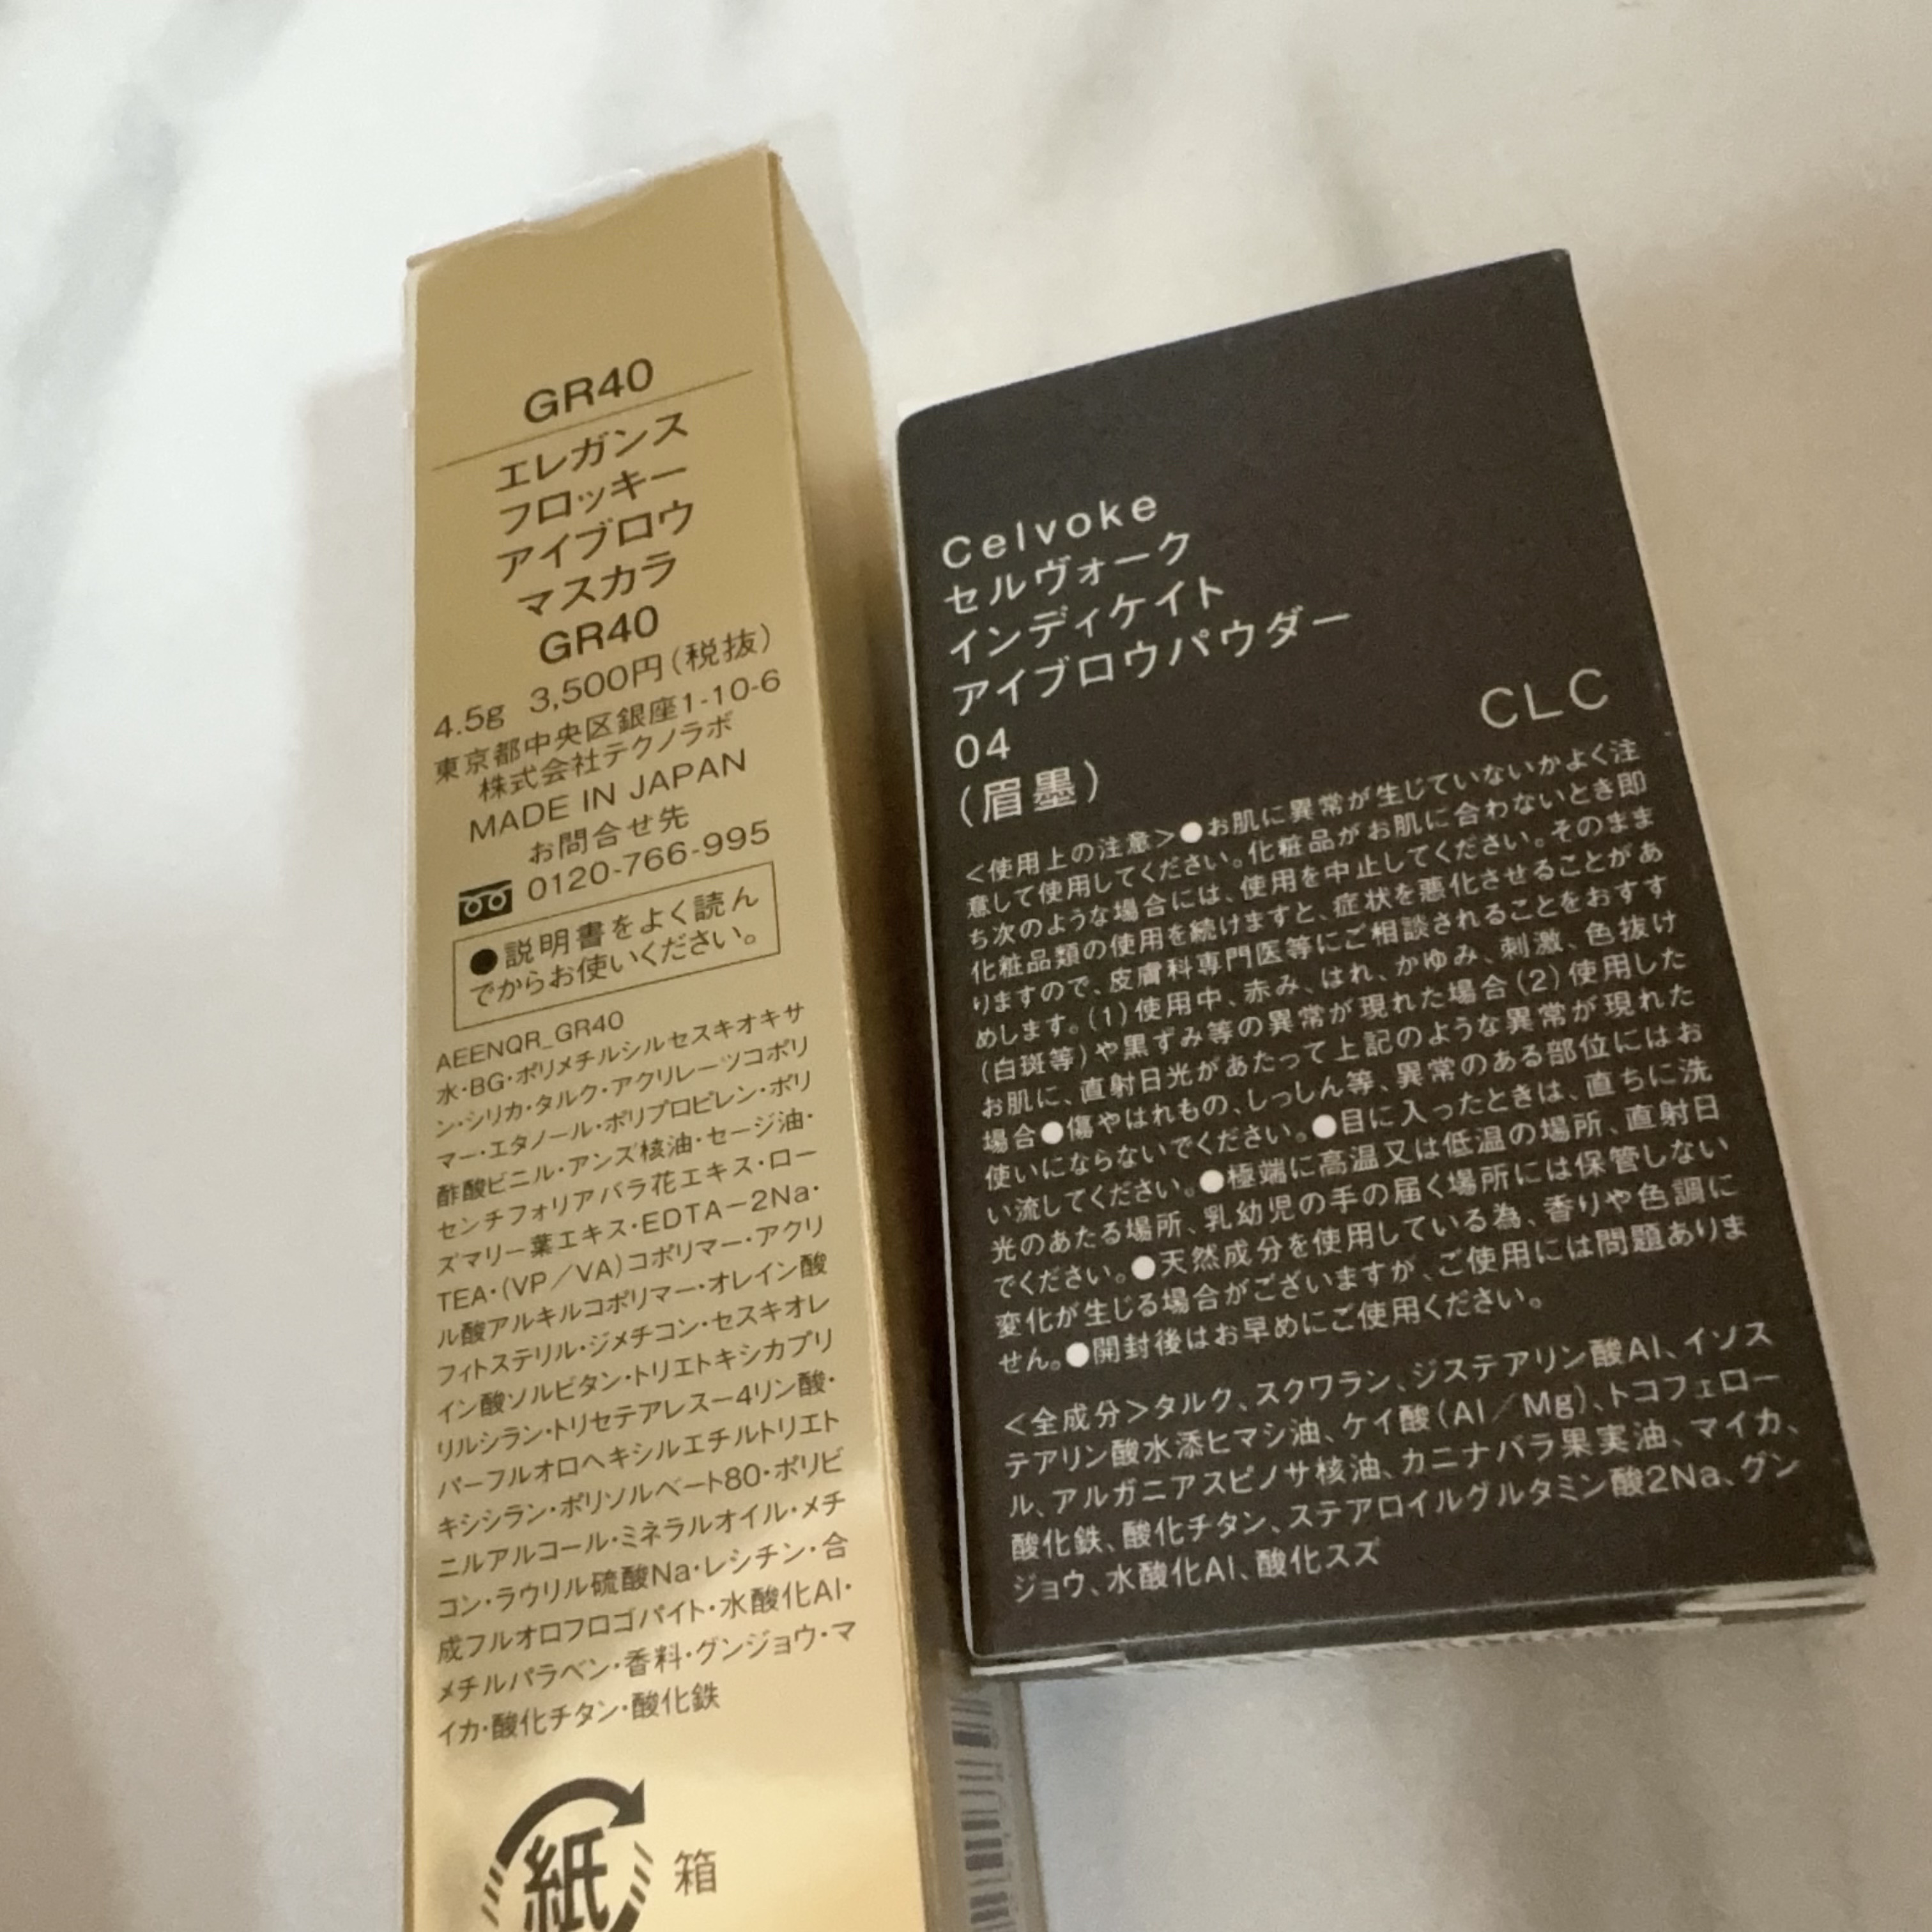 GR40
エレガンス
フロッキー
アイブロウ
マスカラ
GR40
4.5g 3,500円(税抜)
東京都中央区銀座1-10-6
株式会社テクノラボ
MADE IN JAPAN
お問合せ先
0120-766-995
●説明書をよく読ん
でからお使いください。
AEENQR_GR40
水・BG・ポリメチルシルセスキオキサ
ン・シリカ・タルク・アクリレーツコポリ
マー・エタノール・ポリプロピレン・ポリ
酢酸ビニル・アンズ核油・セージ油・
センチフォリアバラ花エキス・ロー
ズマリー葉エキス・EDTA－2Na・
TEA・(VP／VA)コポリマー・アクリ
ル酸アルキルコポリマー・オレイン酸
フィトステリル・ジメチコン・セスキオレ
イン酸ソルビタン・トリエトキシカプリ
リルシラン・トリセテアレス－4リン酸・
パーフルオロヘキシルエチルトリエト
キシシラン・ポリソルベート80・ポリビ
ニルアルコール・ミネラルオイル・メチ
コン・ラウリル硫酸Na・レシチン・合
成フルオロフロゴパイト・水酸化Al・
メチルパラベン・香料・グンジョウ・マ
イカ・酸化チタン・酸化鉄
紙 箱
Celvoke
セルヴォーク
インディケイト
アイブロウパウダー
04 CLC
(眉墨)
＜使用上の注意＞●お肌に異常が生じていないかよく注
意して使用してください。化粧品がお肌に合わないとき即
ち次のような場合には、使用を中止してください。そのまま
化粧品類の使用を続けますと、症状を悪化させることがあ
りますので、皮膚科専門医等にご相談されることをおすす
めします。(1)使用中、赤み、はれ、かゆみ、刺激、色抜け
(白斑等)や黒ずみ等の異常が現れた場合(2)使用した
お肌に、直射日光があたって上記のような異常が現れた
場合●傷やはれもの、しっしん等、異常のある部位にはお
使いにならないでください。●目に入ったときは、直ちに洗
い流してください。●極端に高温又は低温の場所、直射日
光のあたる場所、乳幼児の手の届く場所には保管しない
でください。●天然成分を使用している為、香りや色調に
変化が生じる場合がございますが、ご使用には問題ありま
せん。●開封後はお早めにご使用ください。
＜全成分＞タルク、スクワラン、ジステアリン酸Al、イソス
テアリン酸水添ヒマシ油、ケイ酸(Al／Mg)、トコフェロー
ル、アルガニアスピノサ核油、カニナバラ果実油、マイカ、
酸化鉄、酸化チタン、ステアロイルグルタミン酸2Na、グン
ジョウ、水酸化Al、酸化スズ